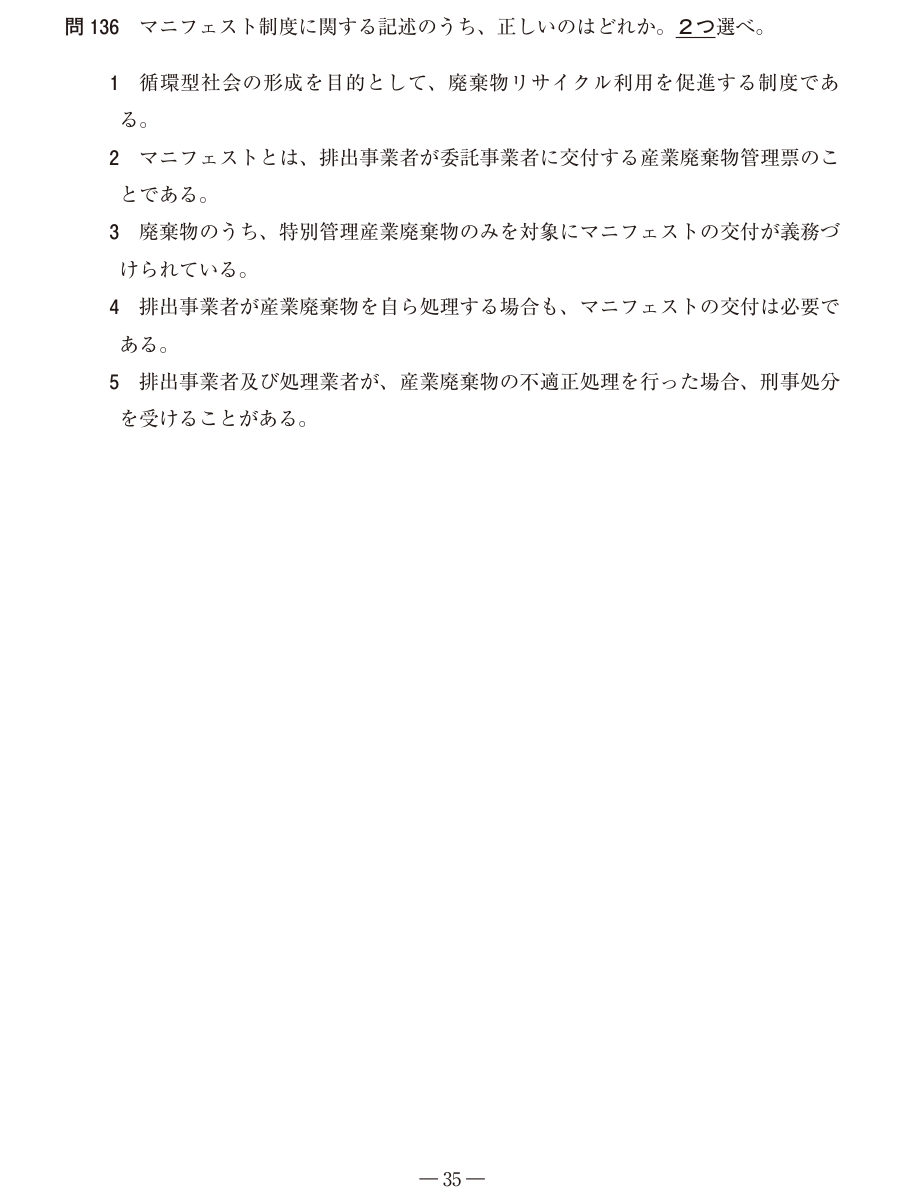 問 136　マニフェスト制度に関する記述のうち、正しいのはどれか。２つ選べ。
1　循環型社会の形成を目的として、廃棄物リサイクル利用を促進する制度であ
る。
2　マニフェストとは、排出事業者が委託事業者に交付する産業廃棄物管理票のこ
とである。
3　廃棄物のうち、特別管理産業廃棄物のみを対象にマニフェストの交付が義務づ
けられている。
4　排出事業者が産業廃棄物を自ら処理する場合も、マニフェストの交付は必要で
ある。
5　排出事業者及び処理業者が、産業廃棄物の不適正処理を行った場合、刑事処分
を受けることがある。
― 35 ―